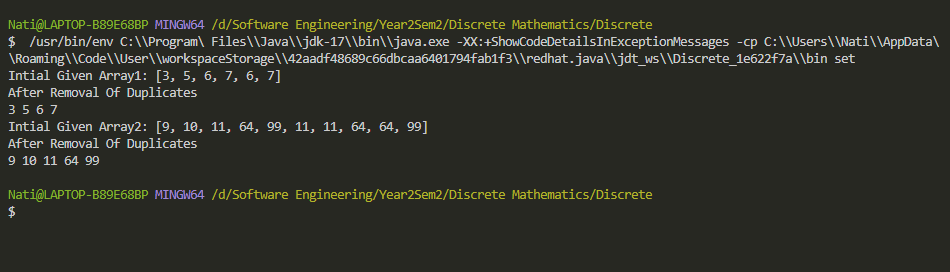 Nati@LAPTOP-B89E68BP MINGW64 /d/Software Engineering/Year2Sem2/Discrete Mathematics/Discrete
$  /usr/bin/env C:\\Program\ Files\\Java\\jdk-17\\bin\\java.exe -XX:+ShowCodeDetailsInExceptionMessages -cp C:\\Users\\Nati\\AppData\
\Roaming\\Code\\User\\workspaceStorage\\42aadf48689c66dbcaa6401794fab1f3\\redhat.java\\jdt_ws\\Discrete_1e622f7a\\bin set
Intial Given Array1: [3, 5, 6, 7, 6, 7]
After Removal Of Duplicates
3 5 6 7
Intial Given Array2: [9, 10, 11, 64, 99, 11, 11, 64, 64, 99]
After Removal Of Duplicates
9 10 11 64 99
Nati@LAPTOP-B89E68BP MINGW64 /d/Software Engineering/Year2Sem2/Discrete Mathematics/Discrete
$